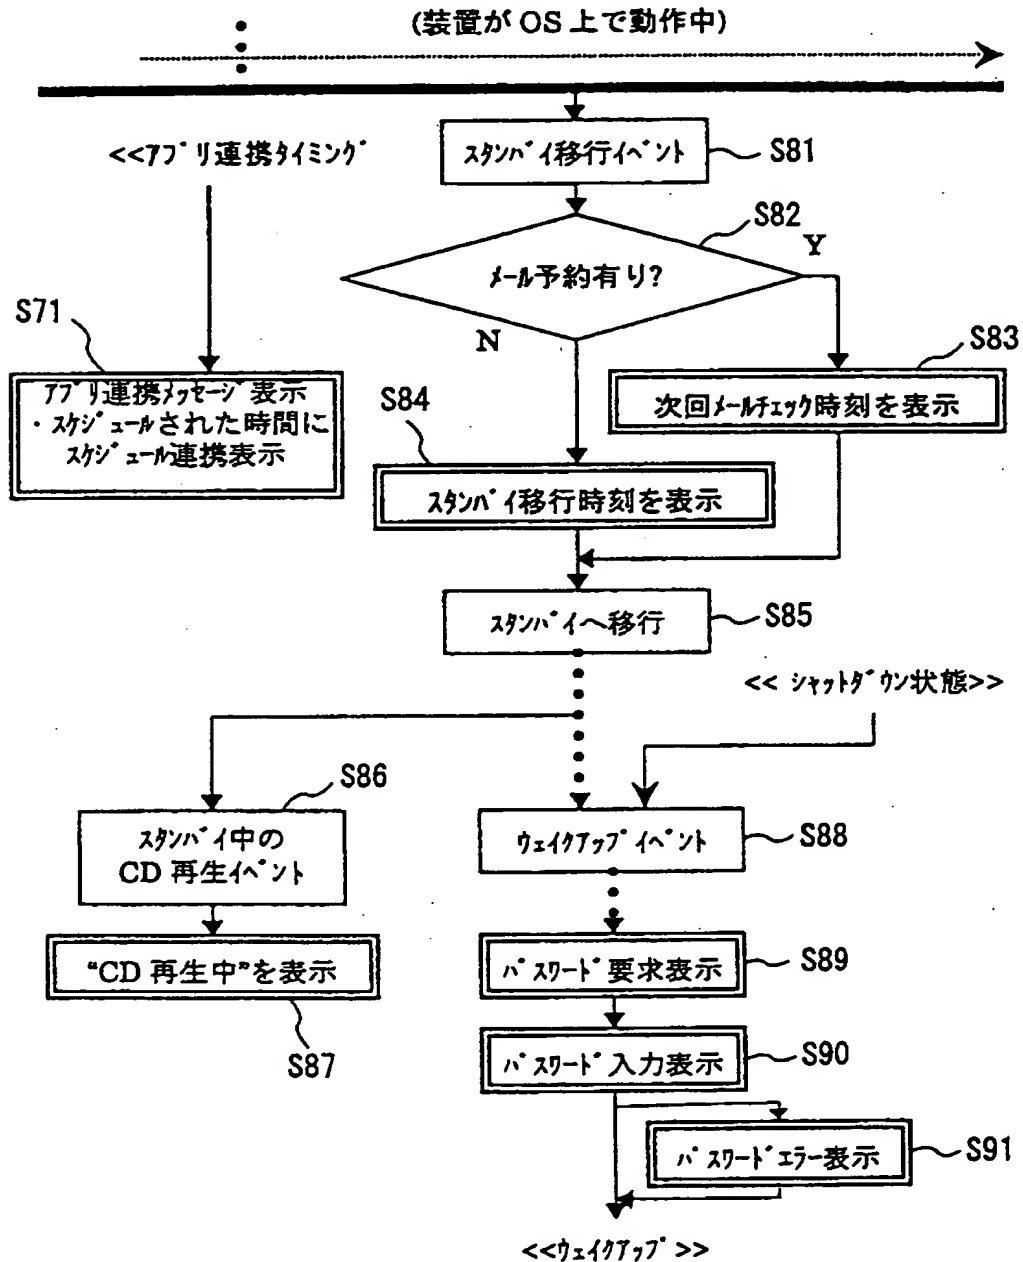 (装置が OS 上で動作中)
<<アプリ連携タイミング
スタンバイ移行イベント
S81
S82
メール予約有り?
Y
N
S71
アプリ連携メッセージ表示
・スケジュールされた時間に
スケジュール連携表示
S83
次回メールチェック時刻を表示
S84
スタンバイ移行時刻を表示
スタンバイへ移行
S85
<< シャットダウン状態>>
S86
スタンバイ中の
CD 再生イベント
ウェイクアップイベント
S88
“CD 再生中”を表示
S87
パスワード要求表示
S89
パスワード入力表示
S90
パスワードエラー表示
S91
<<ウェイクアップ>>